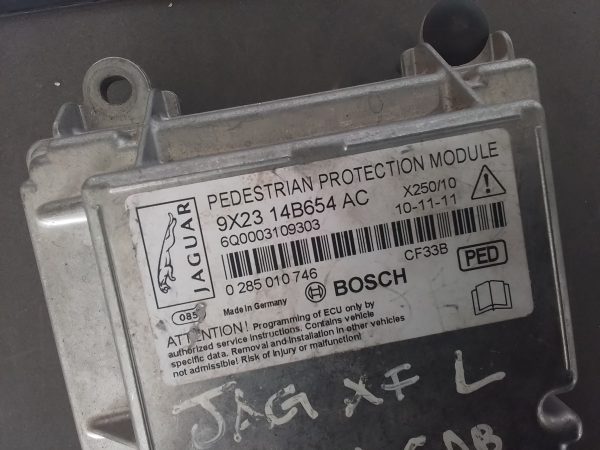 PEDESTRIAN PROTECTION MODULE
JAGUAR
9X23 14B654 AC
X250/10
6Q0003109303
10-11-11
0 285 010 746
CF33B
PED
085
Made in Germany
BOSCH
ATTENTION! Programming of ECU only by
authorized service instructions. Contains vehicle
specific data. Removal and installation in other vehicles
not admissible! Risk of injury or malfunction!
JAG XF L